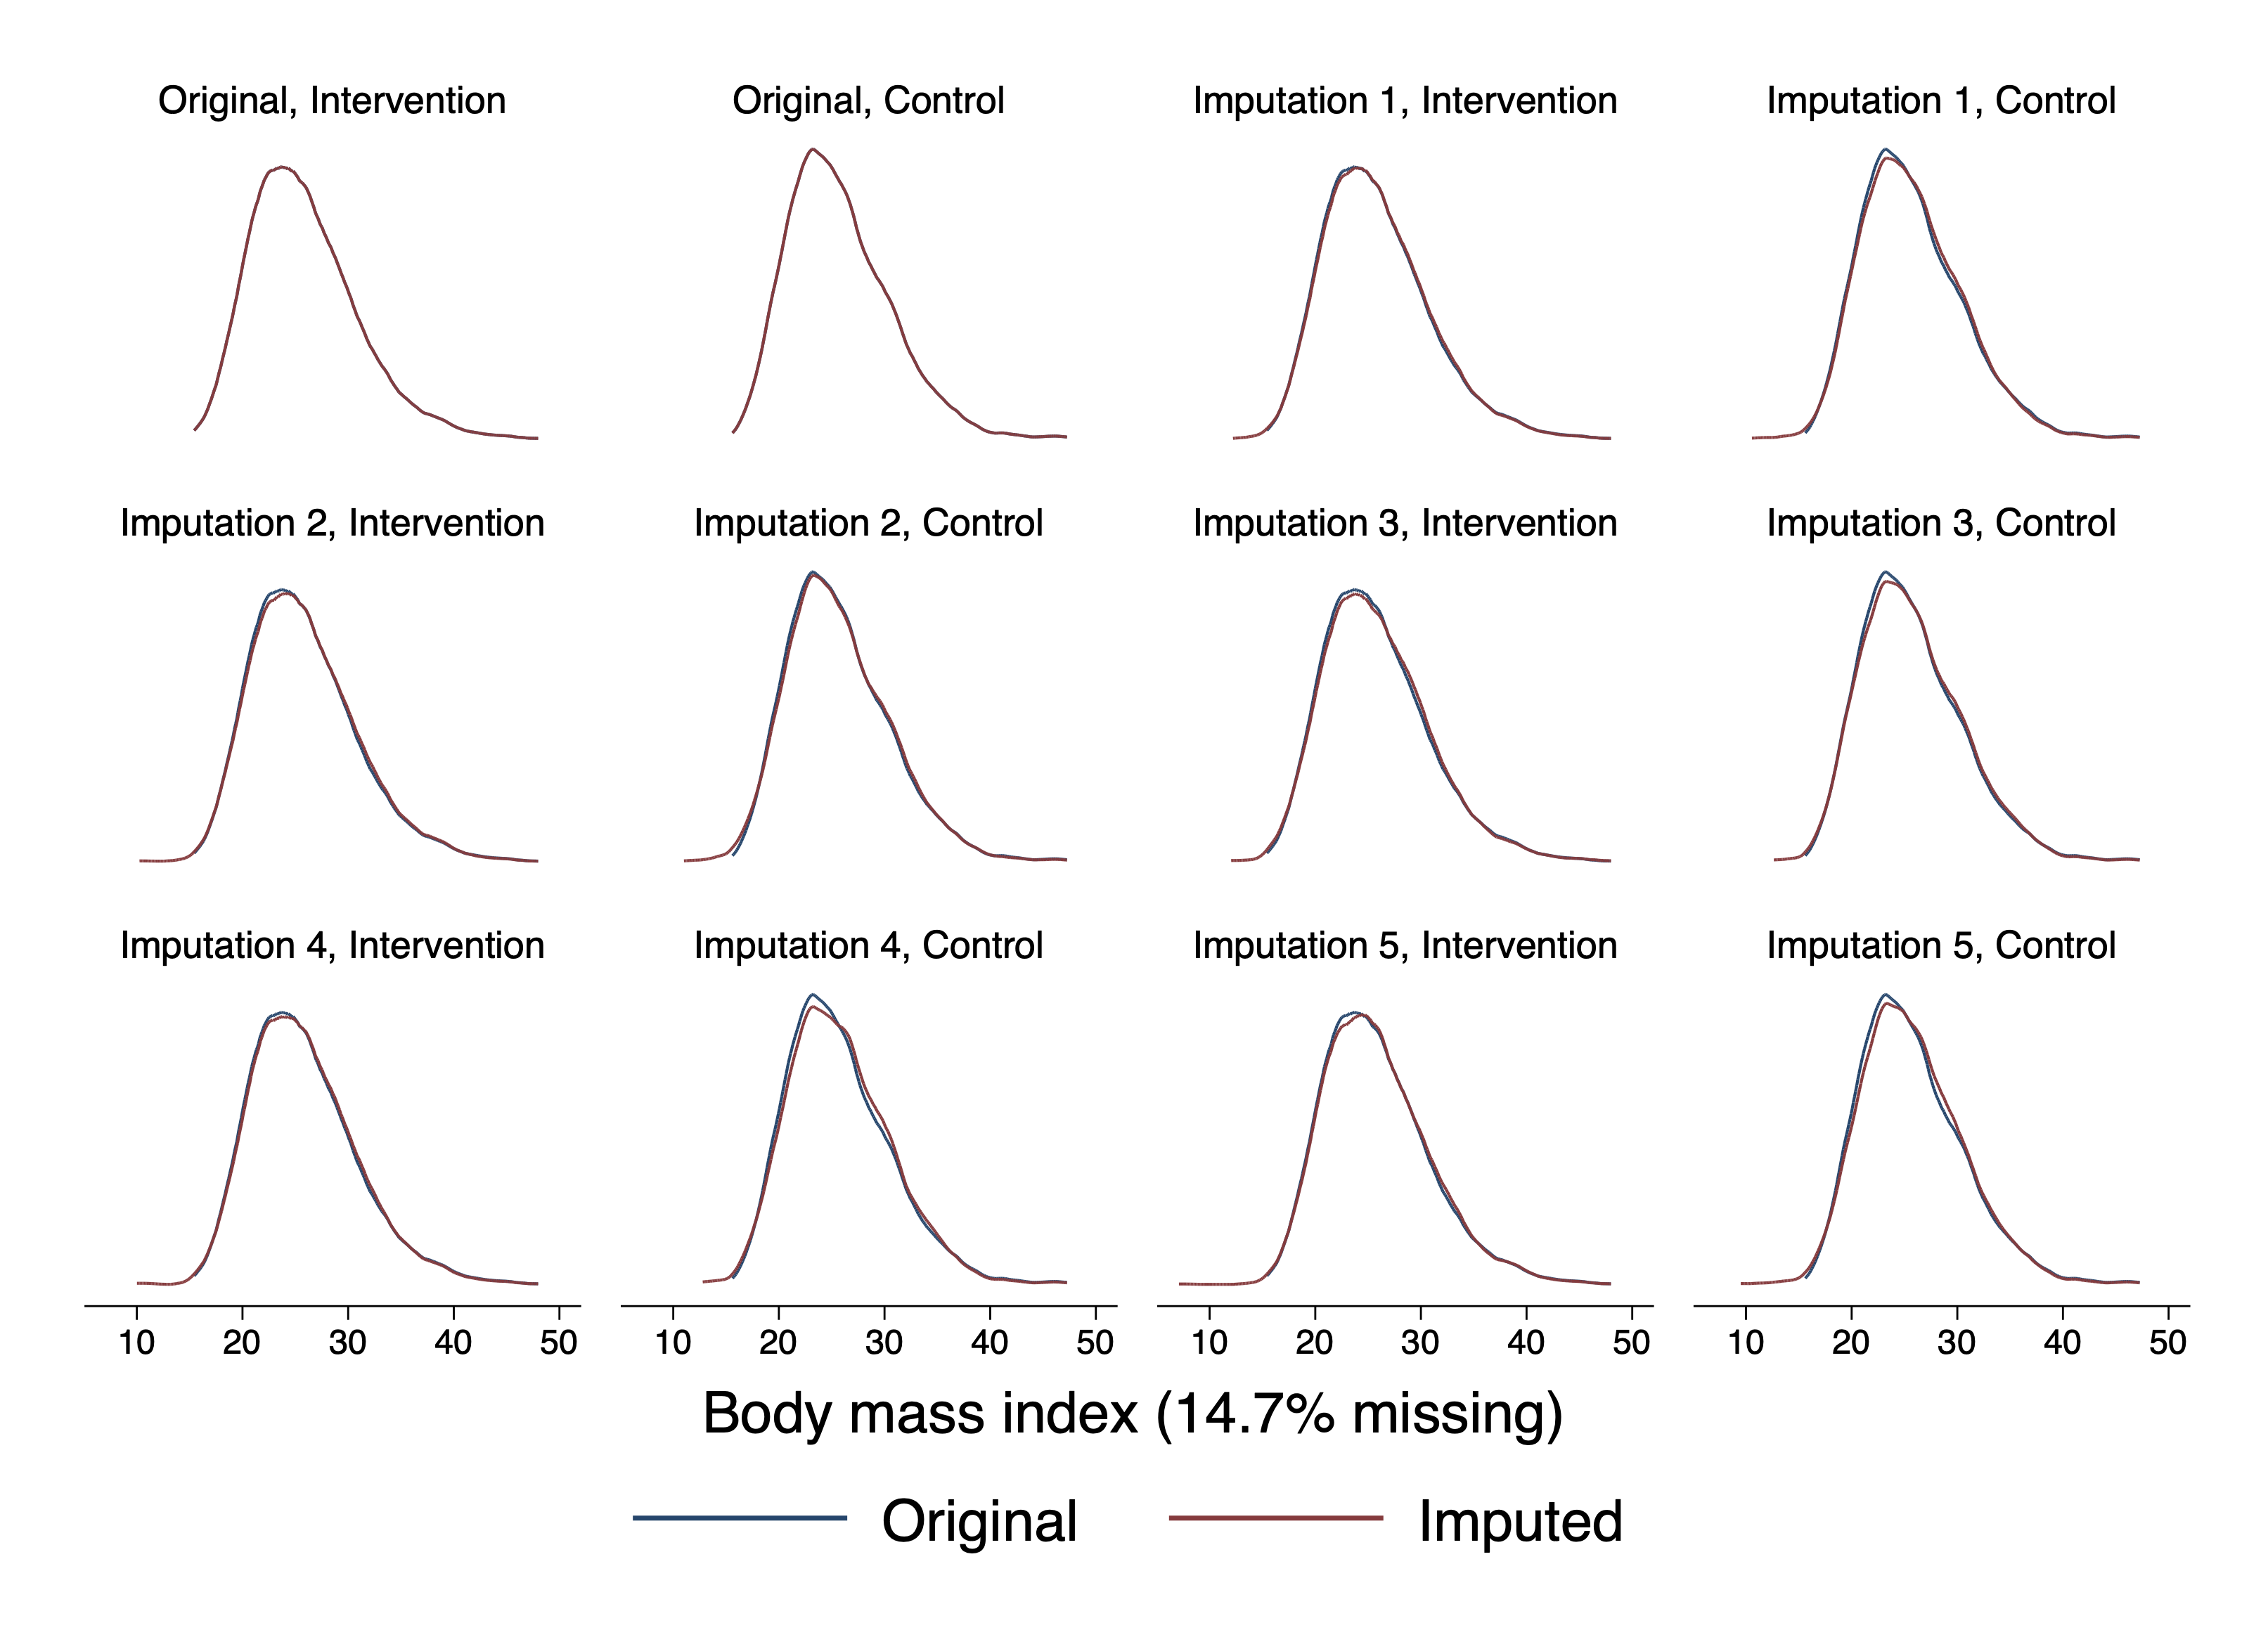 Original, Intervention
Original, Control
Imputation 1, Intervention
Imputation 1, Control
Imputation 2, Intervention
Imputation 2, Control
Imputation 3, Intervention
Imputation 3, Control
Imputation 4, Intervention
Imputation 4, Control
Imputation 5, Intervention
Imputation 5, Control
10 20 30 40 50
10 20 30 40 50
10 20 30 40 50
10 20 30 40 50
Body mass index (14.7% missing)
Original
Imputed